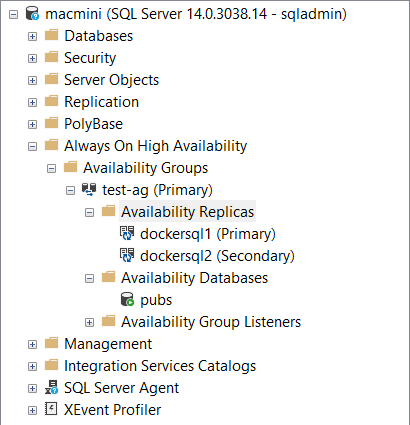 macmini (SQL Server 14.0.3038.14 - sqladmin)
Databases
Security
Server Objects
Replication
PolyBase
Always On High Availability
Availability Groups
test-ag (Primary)
Availability Replicas
dockersql1 (Primary)
dockersql2 (Secondary)
Availability Databases
pubs
Availability Group Listeners
Management
Integration Services Catalogs
SQL Server Agent
XEvent Profiler